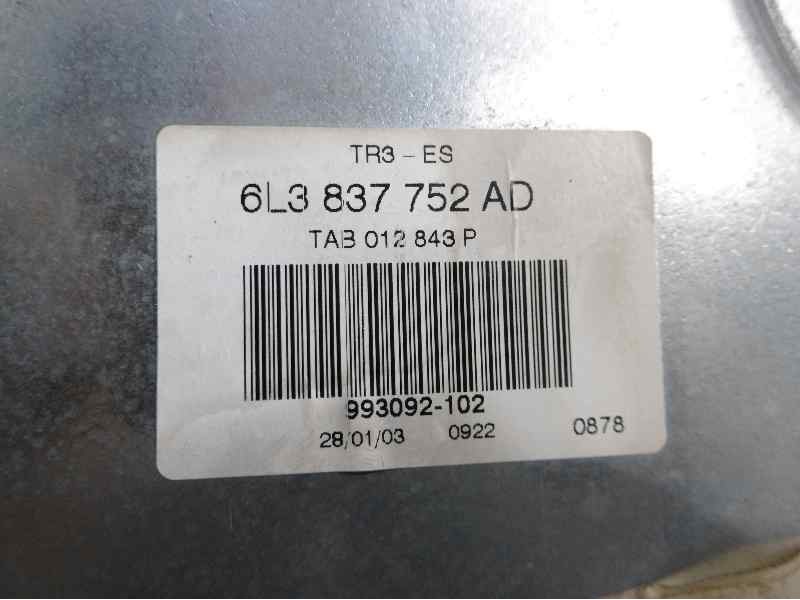 TR3 - ES
6L3 837 752 AD
TAB 012 843 P
993092-102
28/01/03 0922 0878